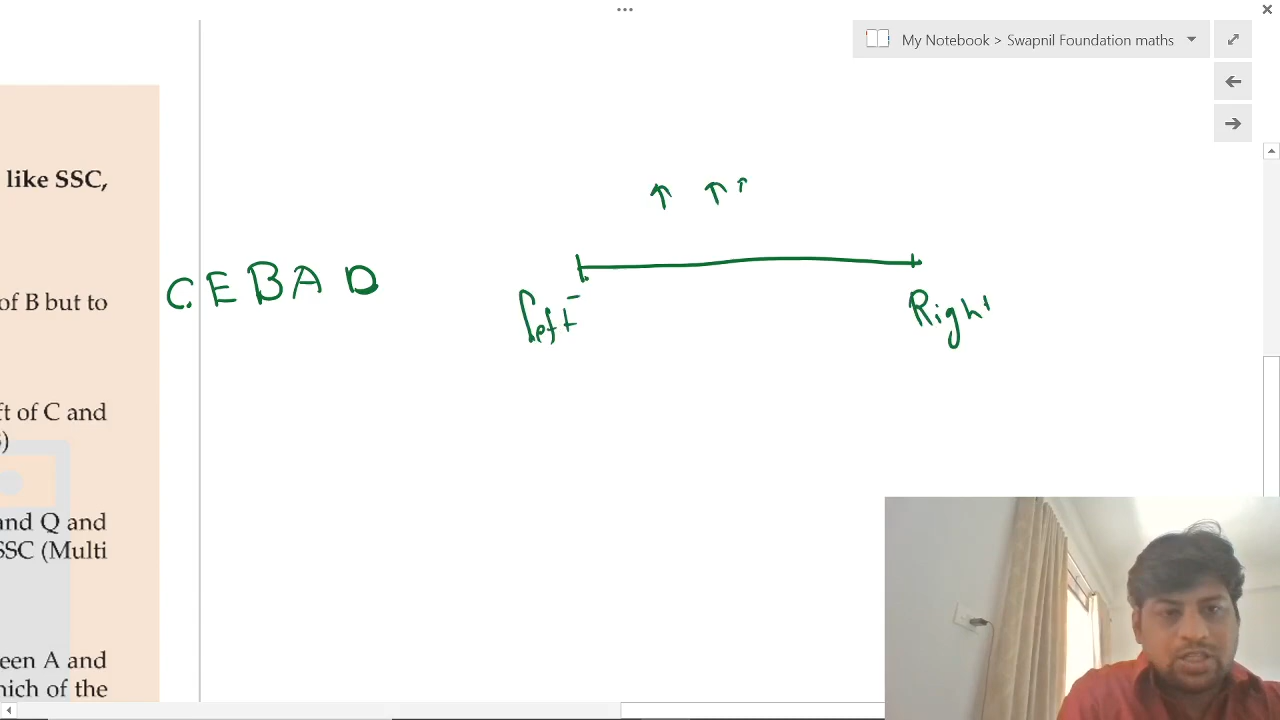 My Notebook > Swapnil Foundation maths
like SSC,
C E B A D
of B but to
Left
Right
ft of C and
)
and Q and
SSC (Multi
een A and
hich of the